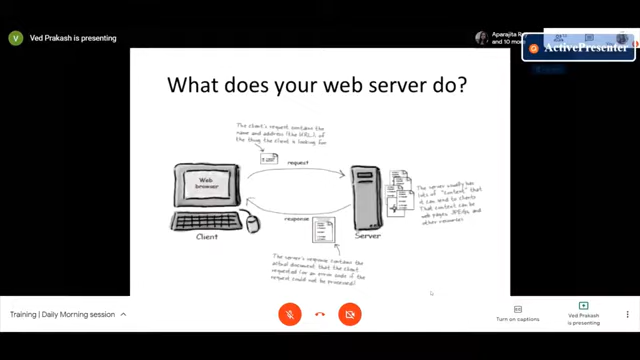 V Ved Prakash is presenting
Aparajita Ray
and 10 more
ActivePresenter
What does your web server do?
The client's request contains the
name and address (the URL), of
the thing the client is looking for.
request
Web
browser
The server usually has
lots of "content" that
it can send to clients.
That content can be
web pages, JPEGs, and
other resources.
response
Client
Server
The server's response contains the
actual document that the client
requested (or an error code if the
request could not be processed).
Training | Daily Morning session
Turn on captions
Ved Prakash
is presenting